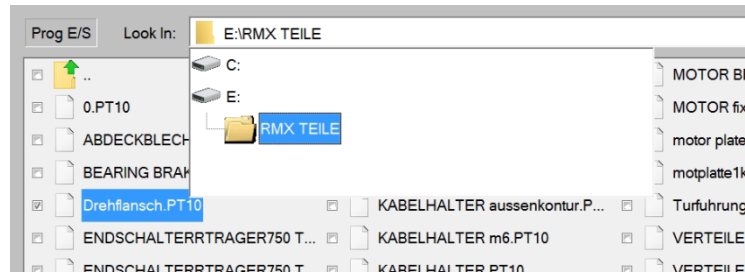 Prog E/S Look In: E:\RMX TEILE
C:
E:
RMX TEILE
..
0.PT10
ABDECKBLECH
BEARING BRAK
Drehflansch.PT10
ENDSCHALTERRTRAGER750 T...
ENDSCHALTERRTRAGER750 T
KABELHALTER aussenkontur.P...
KABELHALTER m6.PT10
KABELHALTER.PT10
MOTOR
MOTOR fix
motor plate
motplatte1k
Turfuhrung
VERTEILE
VERTEILE